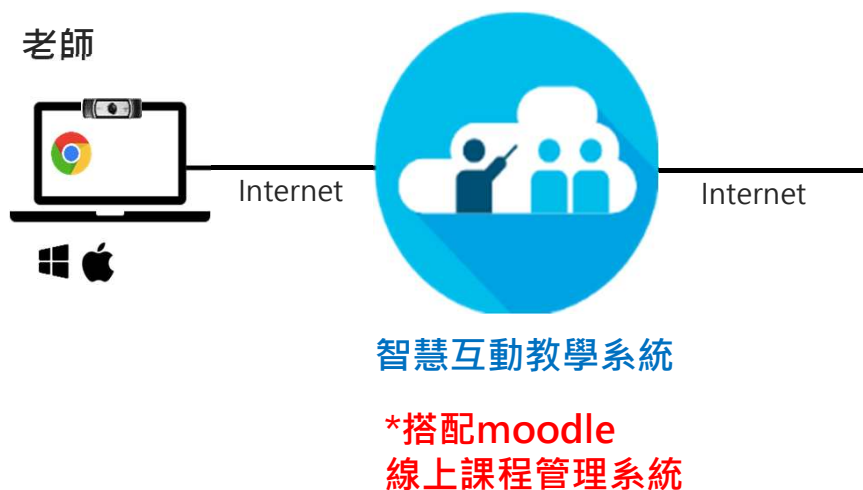 老師
Internet
Internet
智慧互動教學系統
*搭配moodle
線上課程管理系統